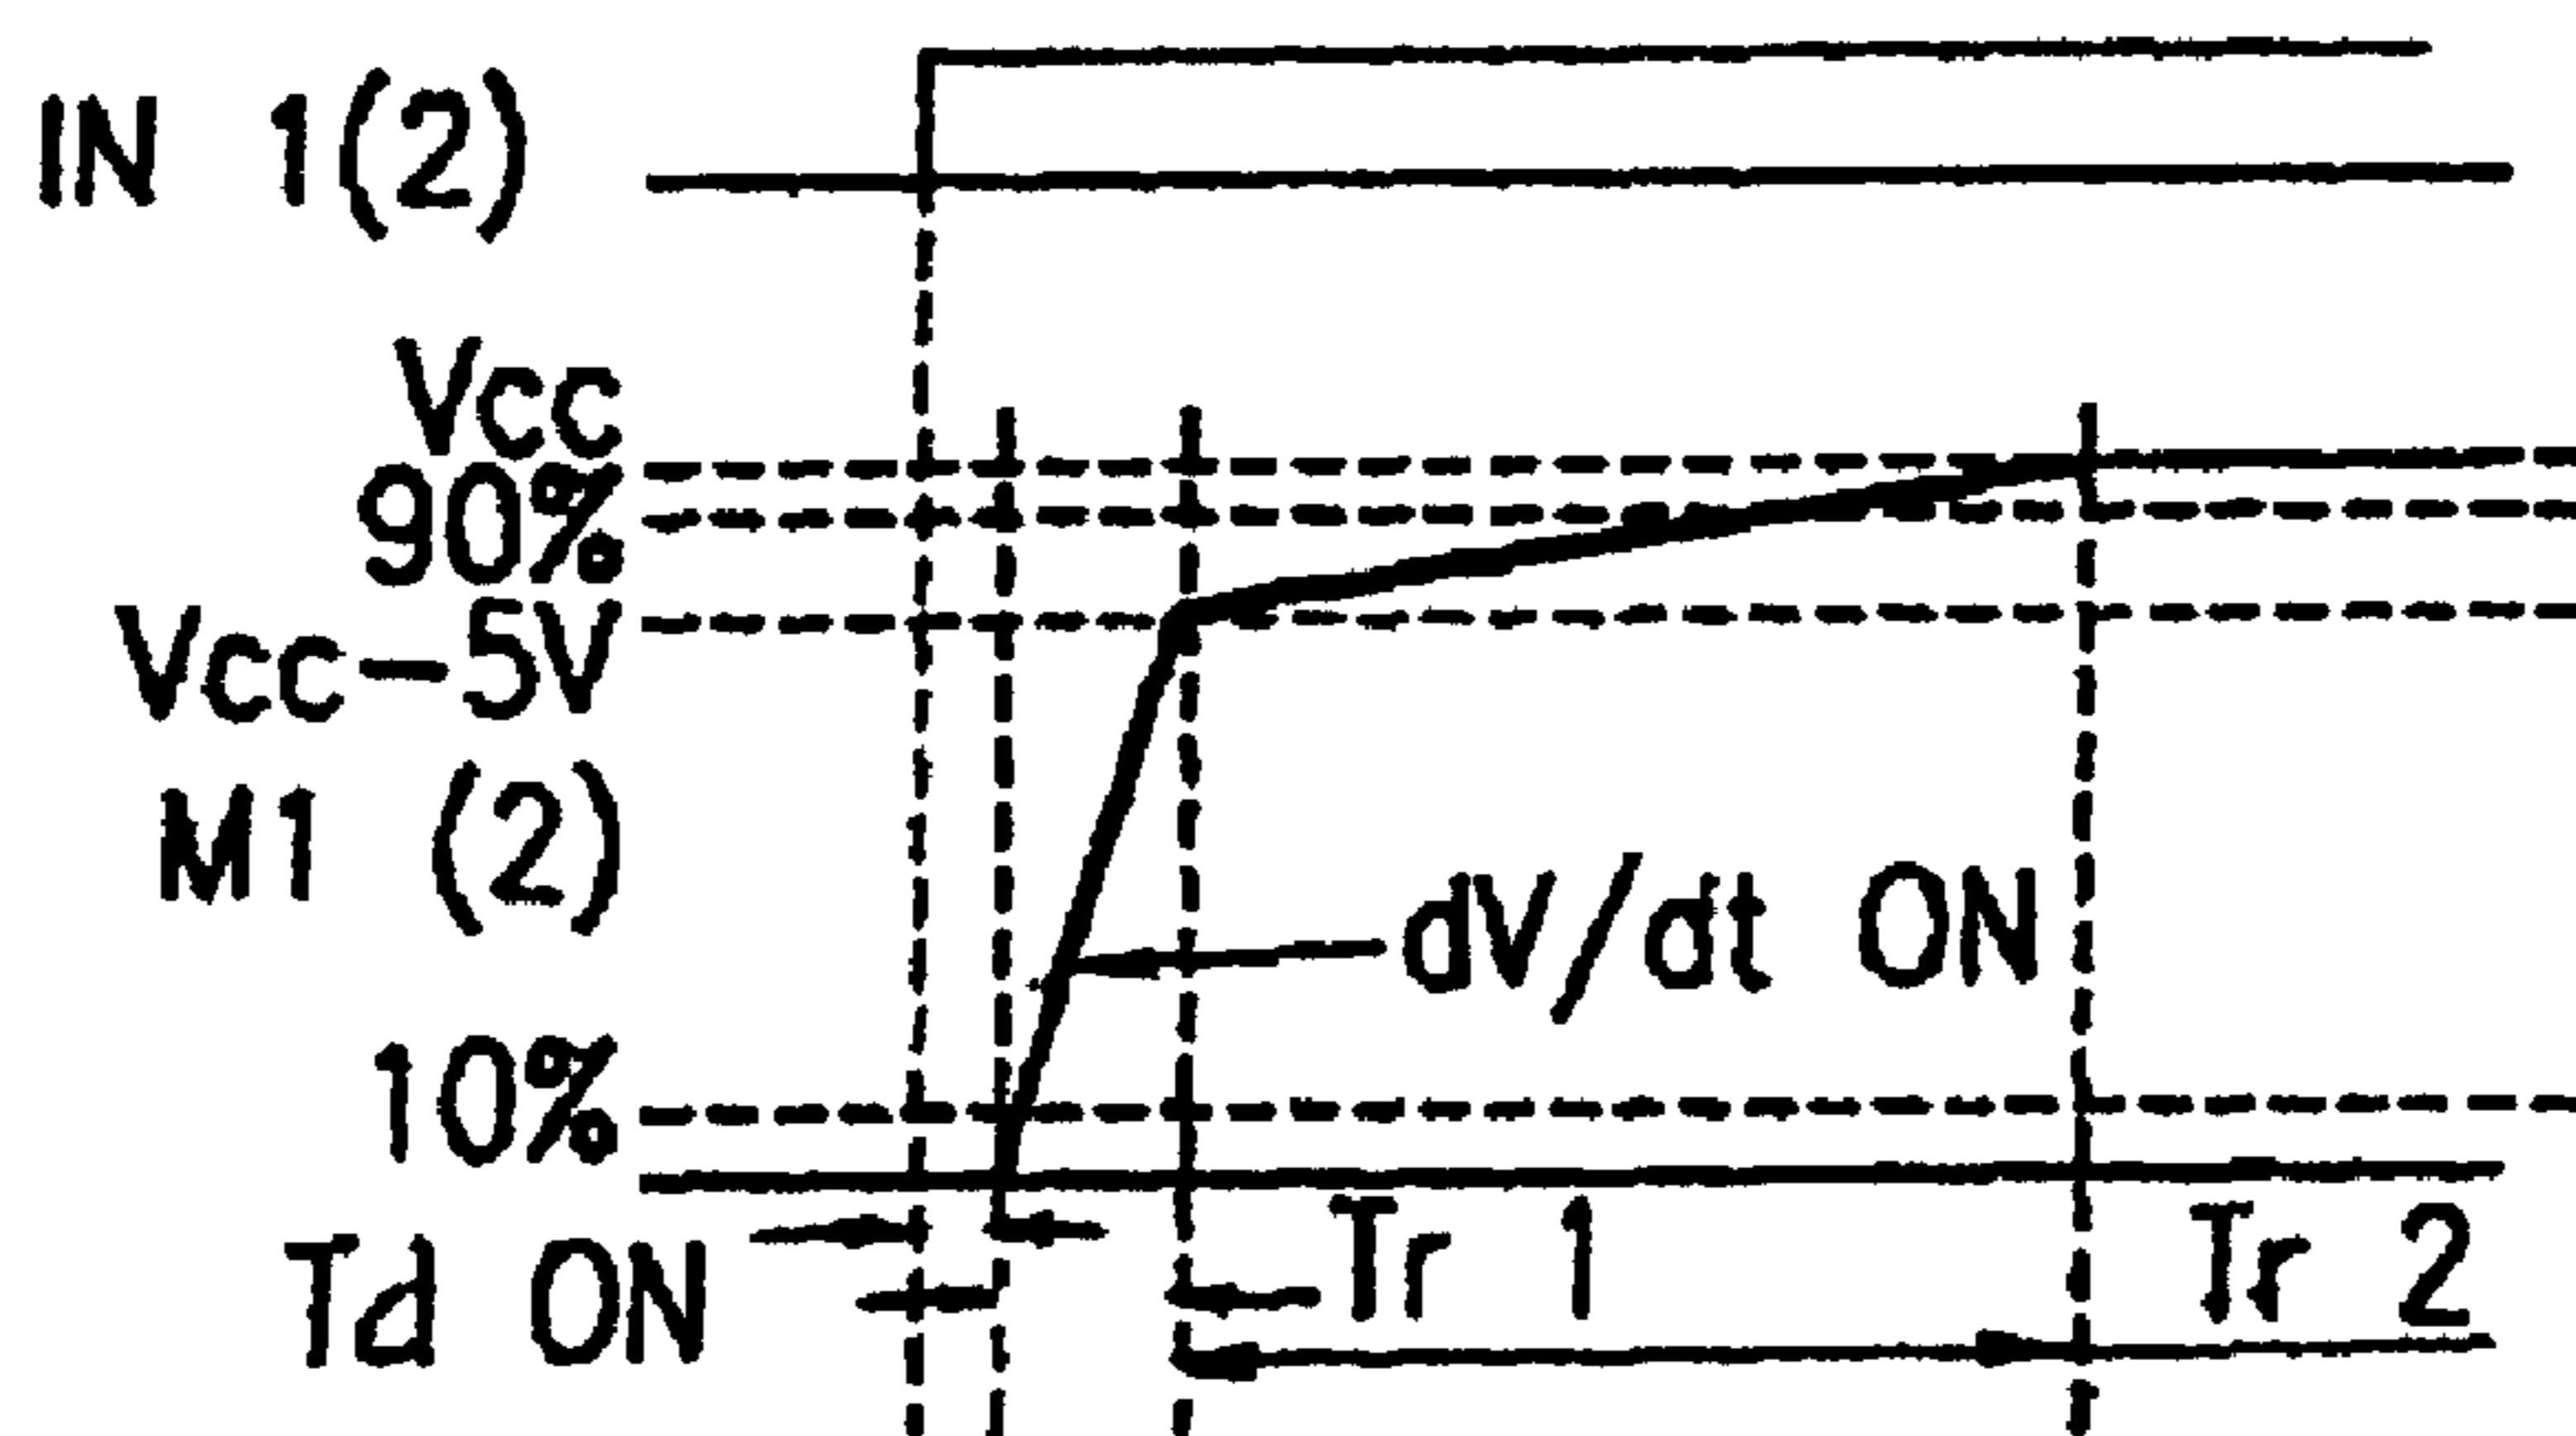 IN 1(2)
Vcc
90%
Vcc-5V
M1 (2)
dV/dt ON
10%
Td ON
Tr 1
Tr 2